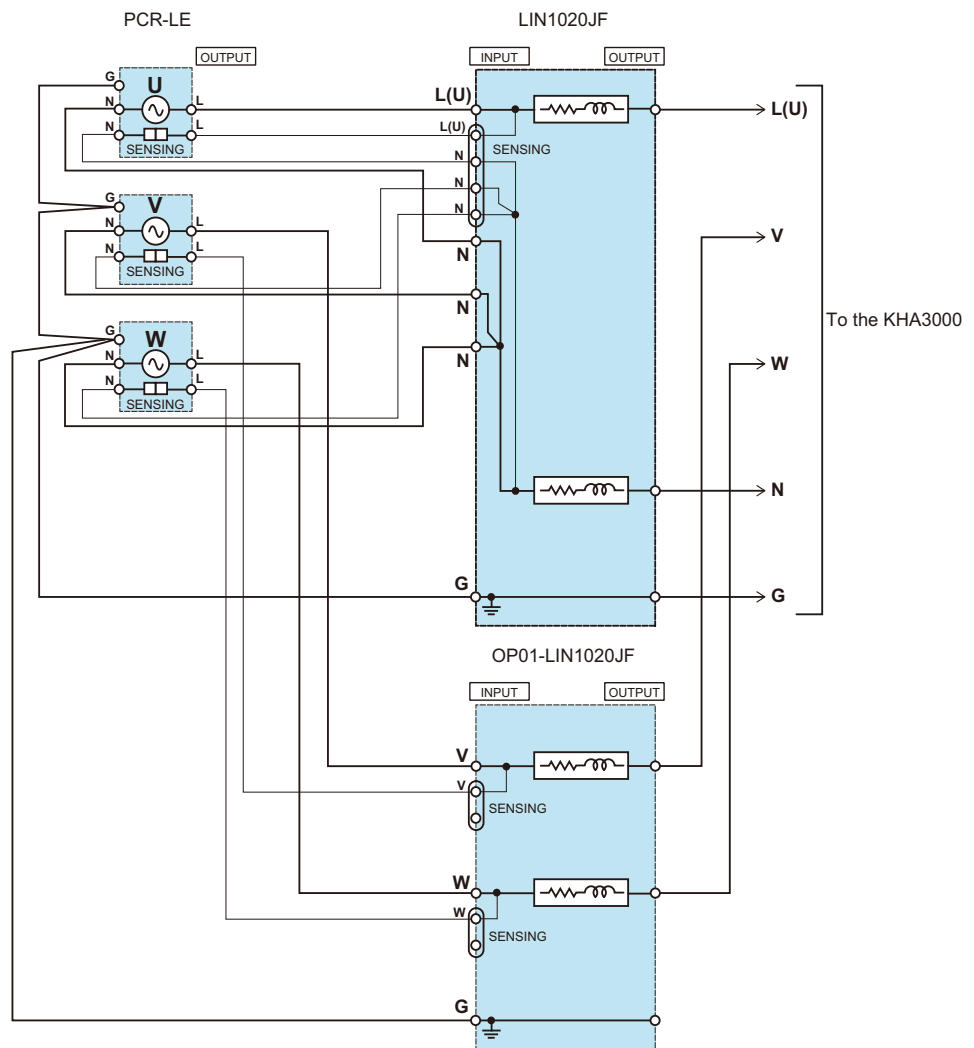 PCR-LE LIN1020JF
OUTPUT INPUT OUTPUT
G U
N L L(U) L(U)
N L L(U)
SENSING SENSING
N
N
N
G V
N L N V
N L
SENSING
N
To the KHA3000
G W
N L N W
N L
SENSING
N
G G
OP01-LIN1020JF
INPUT OUTPUT
V
V
SENSING
W
W
SENSING
G